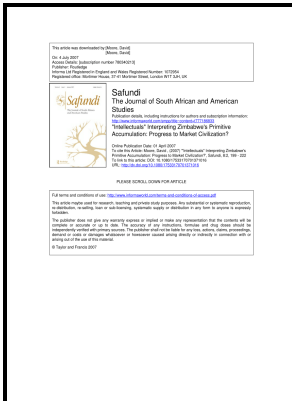 This article was downloaded by:[Moore, David]
[Moore, David]
On: 4 July 2007
Access Details: [subscription number 780340213]
Publisher: Routledge
Informa Ltd Registered in England and Wales Registered Number: 1072954
Registered office: Mortimer House, 37-41 Mortimer Street, London W1T 3JH, UK
Safundi
Safundi
The Journal of South African and American
Studies
Publication details, including instructions for authors and subscription information:
"Intellectuals" Interpreting Zimbabwe's Primitive
Accumulation: Progress to Market Civilization?
Online Publication Date: 01 April 2007
To cite this Article: Moore, David , (2007) '"Intellectuals" Interpreting Zimbabwe's
Primitive Accumulation: Progress to Market Civilization?', Safundi, 8:2, 199 - 222
To link to this article: DOI:
URL:
PLEASE SCROLL DOWN FOR ARTICLE
Full terms and conditions of use: http://www.informaworld.com/terms-and-conditions-of-access.pdf
This article maybe used for research, teaching and private study purposes. Any substantial or systematic reproduction,
re-distribution, re-selling, loan or sub-licensing, systematic supply or distribution in any form to anyone is expressly
forbidden.
The publisher does not give any warranty express or implied or make any representation that the contents will be
complete or accurate or up to date. The accuracy of any instructions, formulae and drug doses should be
independently verified with primary sources. The publisher shall not be liable for any loss, actions, claims, proceedings,
demand or costs or damages whatsoever or howsoever caused arising directly or indirectly in connection with or
arising out of the use of this material.
© Taylor and Francis 2007